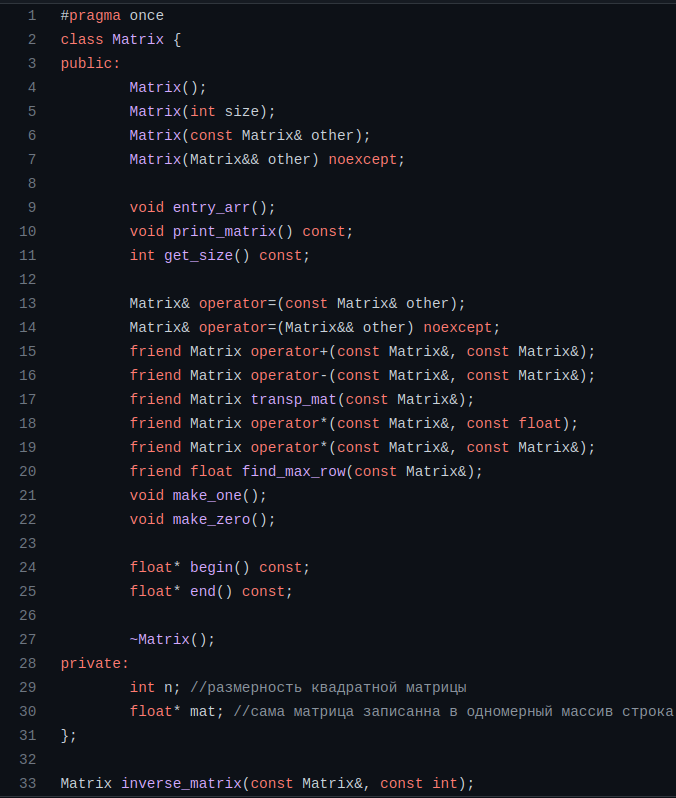 1 #pragma once
2 class Matrix {
3 public:
4 Matrix();
5 Matrix(int size);
6 Matrix(const Matrix& other);
7 Matrix(Matrix&& other) noexcept;
8
9 void entry_arr();
10 void print_matrix() const;
11 int get_size() const;
12
13 Matrix& operator=(const Matrix& other);
14 Matrix& operator=(Matrix&& other) noexcept;
15 friend Matrix operator+(const Matrix&, const Matrix&);
16 friend Matrix operator-(const Matrix&, const Matrix&);
17 friend Matrix transp_mat(const Matrix&);
18 friend Matrix operator*(const Matrix&, const float);
19 friend Matrix operator*(const Matrix&, const Matrix&);
20 friend float find_max_row(const Matrix&);
21 void make_one();
22 void make_zero();
23
24 float* begin() const;
25 float* end() const;
26
27 ~Matrix();
28 private:
29 int n; //размерность квадратной матрицы
30 float* mat; //сама матрица записанна в одномерный массив строка
31 };
32
33 Matrix inverse_matrix(const Matrix&, const int);